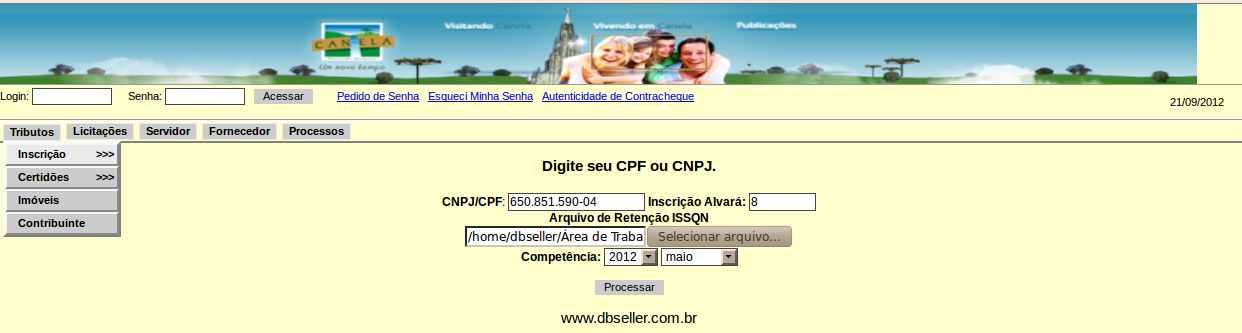 Visitando Canela Vivendo em Canela Publicações
CANELA
Um novo tempo
Login: Senha: Acessar Pedido de Senha Esqueci Minha Senha Autenticidade de Contracheque
21/09/2012
Tributos Licitações Servidor Fornecedor Processos
Inscrição >>>
Certidões >>>
Imóveis
Contribuinte
Digite seu CPF ou CNPJ.
CNPJ/CPF: 650.851.590-04 Inscrição Alvará: 8
Arquivo de Retenção ISSQN
/home/dbseller/Área de Traba Selecionar arquivo...
Competência: 2012 maio
Processar
www.dbseller.com.br